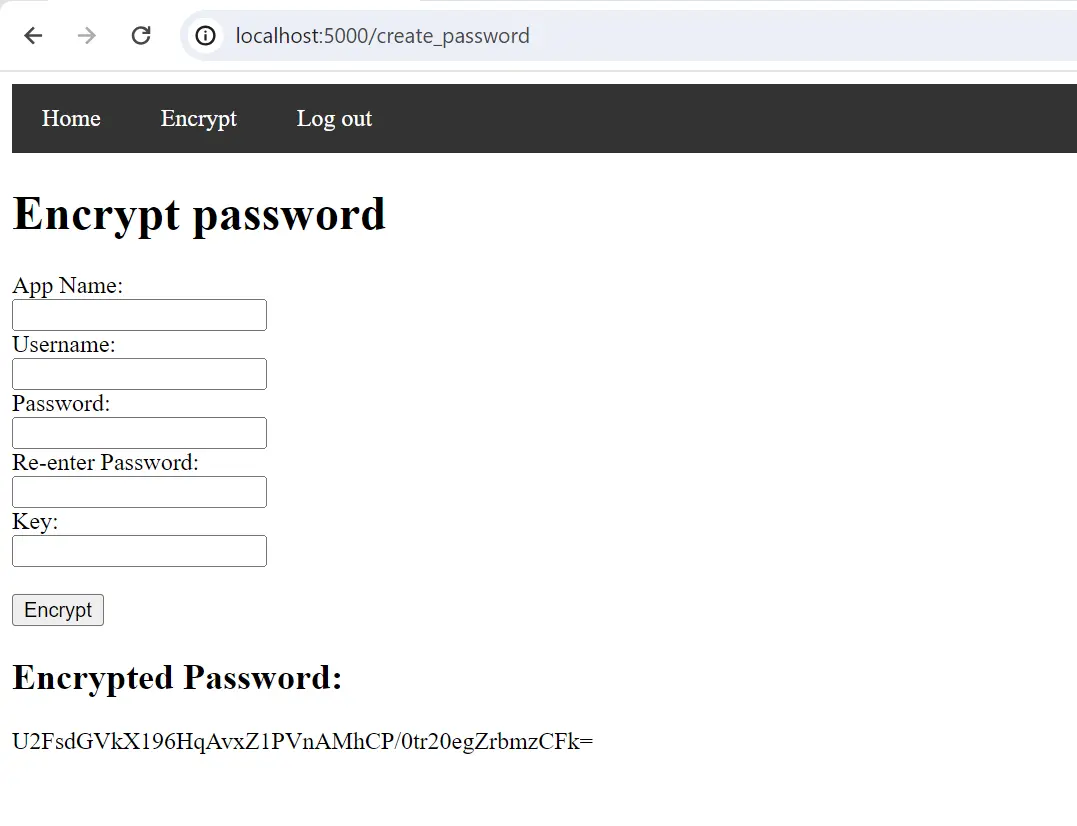 localhost:5000/create_password
Home Encrypt Log out
Encrypt password
App Name:
Username:
Password:
Re-enter Password:
Key:
Encrypt
Encrypted Password:
U2FsdGVkX196HqAvxZ1PVnAMhCP/0tr20egZrbmzCFk=